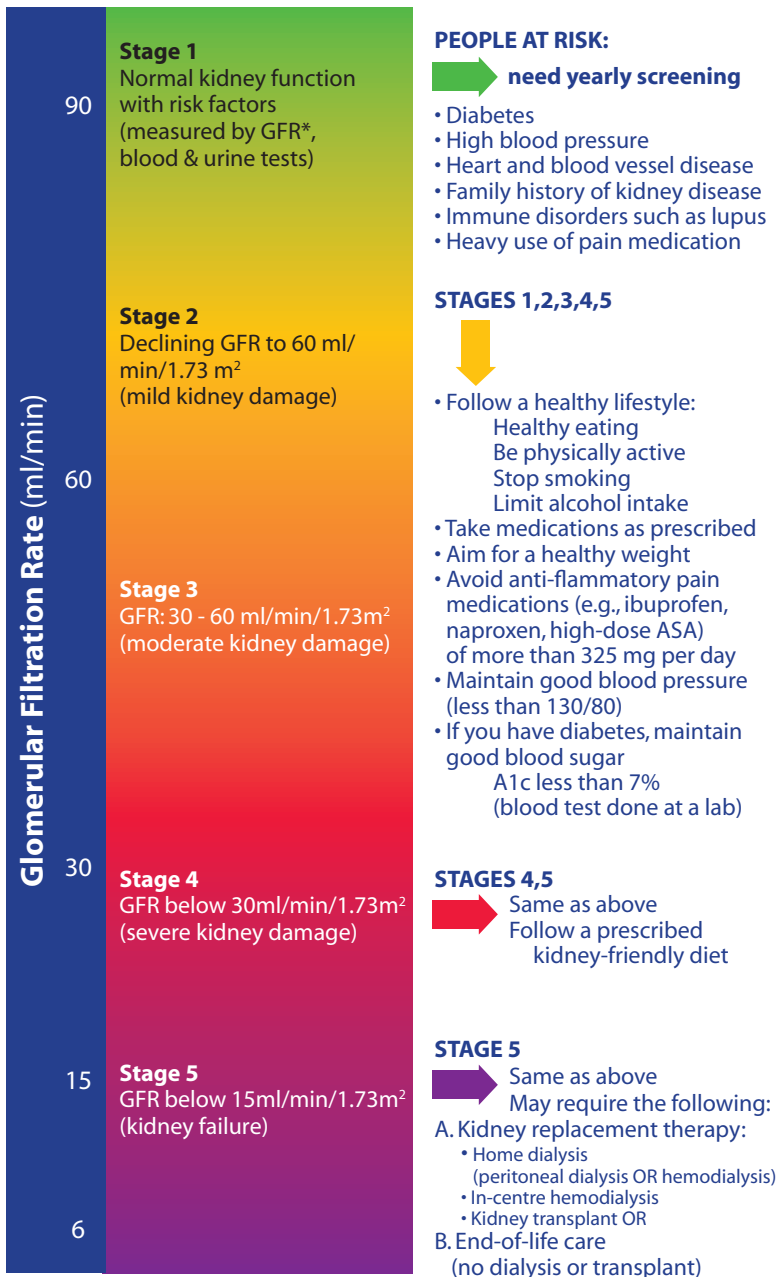 Glomerular Filtration Rate (ml/min)
90
60
30
15
6
Stage 1
Normal kidney function
with risk factors
(measured by GFR*,
blood & urine tests)
Stage 2
Declining GFR to 60 ml/
min/1.73 m²
(mild kidney damage)
Stage 3
GFR: 30 - 60 ml/min/1.73m²
(moderate kidney damage)
Stage 4
GFR below 30ml/min/1.73m²
(severe kidney damage)
Stage 5
GFR below 15ml/min/1.73m²
(kidney failure)
PEOPLE AT RISK:
need yearly screening
• Diabetes
• High blood pressure
• Heart and blood vessel disease
• Family history of kidney disease
• Immune disorders such as lupus
• Heavy use of pain medication
STAGES 1,2,3,4,5
• Follow a healthy lifestyle:
Healthy eating
Be physically active
Stop smoking
Limit alcohol intake
• Take medications as prescribed
• Aim for a healthy weight
• Avoid anti-flammatory pain
medications (e.g., ibuprofen,
naproxen, high-dose ASA)
of more than 325 mg per day
• Maintain good blood pressure
(less than 130/80)
• If you have diabetes, maintain
good blood sugar
A1c less than 7%
(blood test done at a lab)
STAGES 4,5
Same as above
Follow a prescribed
kidney-friendly diet
STAGE 5
Same as above
May require the following:
A. Kidney replacement therapy:
• Home dialysis
(peritoneal dialysis OR hemodialysis)
• In-centre hemodialysis
• Kidney transplant OR
B. End-of-life care
(no dialysis or transplant)